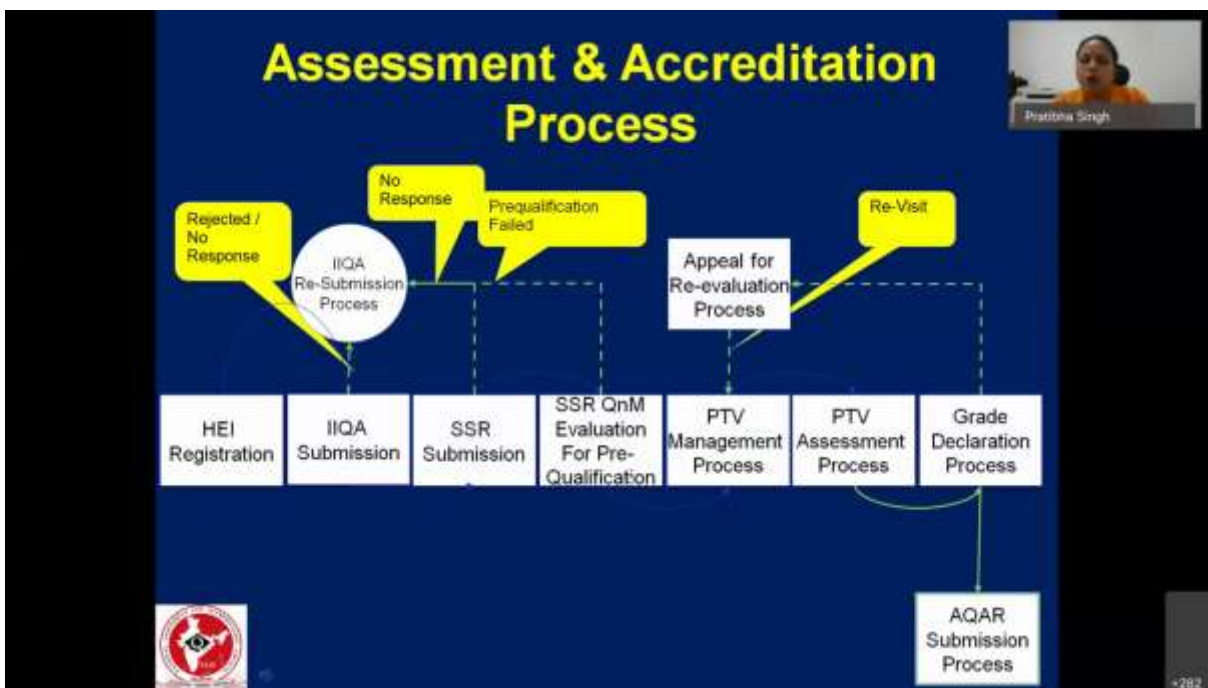 Assessment & Accreditation
Process
Pratibha Singh
No
Response
Prequalification
Failed
Re-Visit
Rejected /
No
Response
IIQA
Re-Submission
Process
Appeal for
Re-evaluation
Process
HEI
Registration
IIQA
Submission
SSR
Submission
SSR QnM
Evaluation
For Pre-
Qualification
PTV
Management
Process
PTV
Assessment
Process
Grade
Declaration
Process
AQAR
Submission
Process
+282